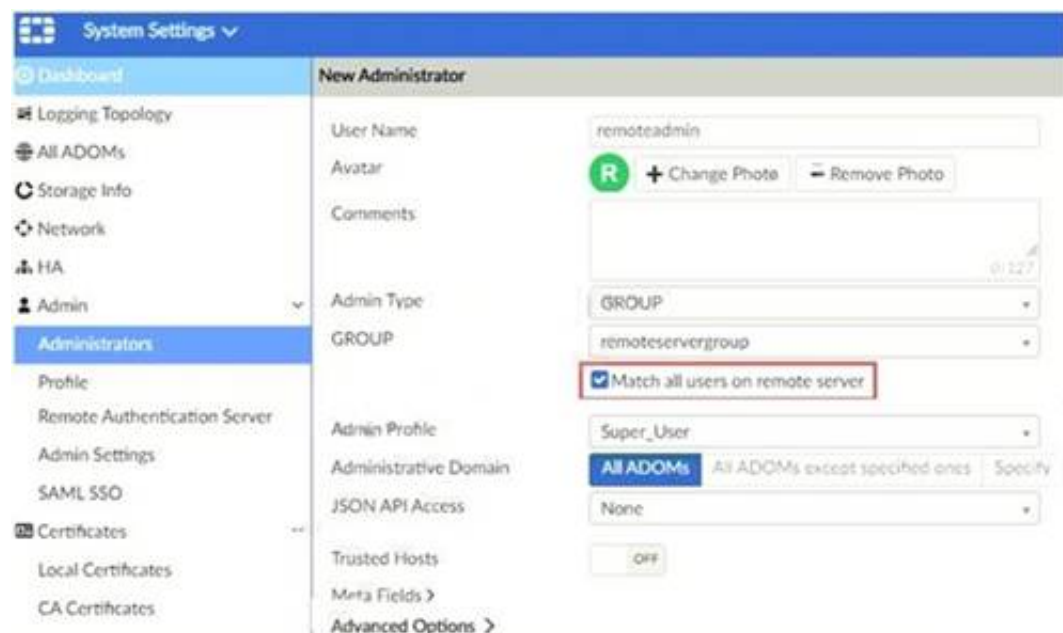 System Settings
Dashboard
Logging Topology
All ADOMs
Storage Info
Network
HA
Admin
Administrators
Profile
Remote Authentication Server
Admin Settings
SAML SSO
Certificates
Local Certificates
CA Certificates
New Administrator
User Name remoteadmin
Avatar R + Change Photo - Remove Photo
Comments
0/127
Admin Type GROUP
GROUP remoteservergroup
Match all users on remote server
Admin Profile Super_User
Administrative Domain All ADOMs All ADOMs except specified ones Specify
JSON API Access None
Trusted Hosts OFF
Meta Fields >
Advanced Options >